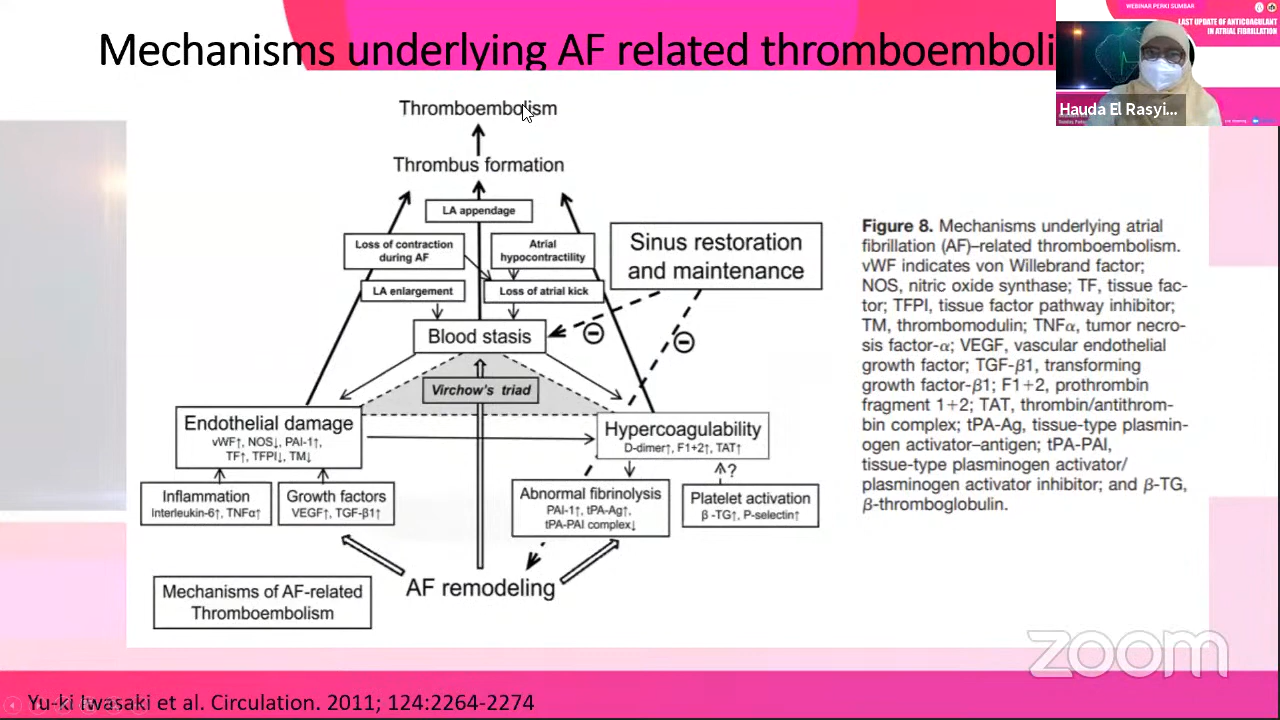 Mechanisms underlying AF related thromboemboli
WEBINAR PERKI SUMBAR
LAST UPDATE OF ANTICOAGULANT
IN ATRIAL FIBRILLATION
Hauda El Rasyi...
Thromboembolism
Thrombus formation
LA appendage
Loss of contraction
during AF
Atrial
hypocontractility
LA enlargement
Loss of atrial kick
Sinus restoration
and maintenance
Blood stasis
Virchow's triad
Endothelial damage
vWF↑, NOS↓, PAI-1↑,
TF↑, TFPI↓, TM↓
Hypercoagulability
D-dimer↑, F1+2↑, TAT↑
?
Inflammation
Interleukin-6↑, TNFα↑
Growth factors
VEGF↑, TGF-β1↑
Abnormal fibrinolysis
PAI-1↑, tPA-Ag↑,
tPA-PAI complex↓
Platelet activation
β -TG↑, P-selectin↑
AF remodeling
Mechanisms of AF-related
Thromboembolism
Figure 8. Mechanisms underlying atrial
fibrillation (AF)–related thromboembolism.
vWF indicates von Willebrand factor;
NOS, nitric oxide synthase; TF, tissue fac-
tor; TFPI, tissue factor pathway inhibitor;
TM, thrombomodulin; TNFα, tumor necro-
sis factor-α; VEGF, vascular endothelial
growth factor; TGF-β1, transforming
growth factor-β1; F1+2, prothrombin
fragment 1+2; TAT, thrombin/antithrom-
bin complex; tPA-Ag, tissue-type plasmin-
ogen activator–antigen; tPA-PAI,
tissue-type plasminogen activator/
plasminogen activator inhibitor; and β-TG,
β-thromboglobulin.
zoom
Yu-ki Iwasaki et al. Circulation. 2011; 124:2264-2274